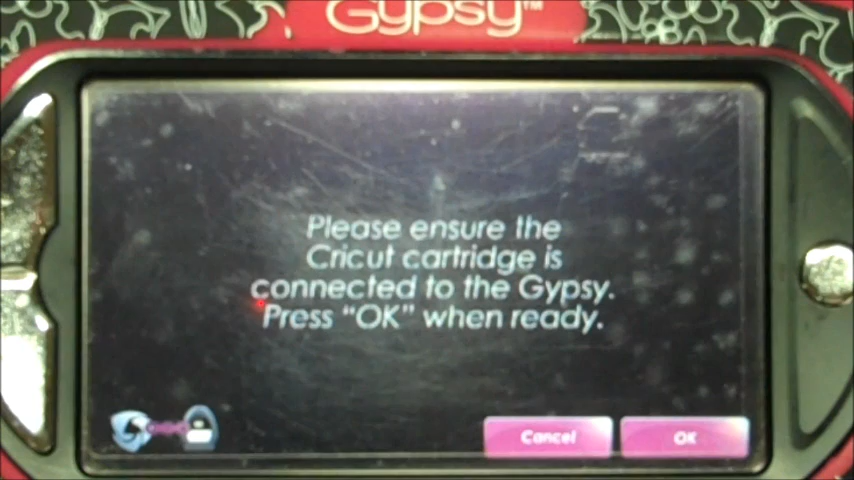 Gypsy™
Please ensure the
Cricut cartridge is
connected to the Gypsy.
Press “OK” when ready.
Cancel
OK